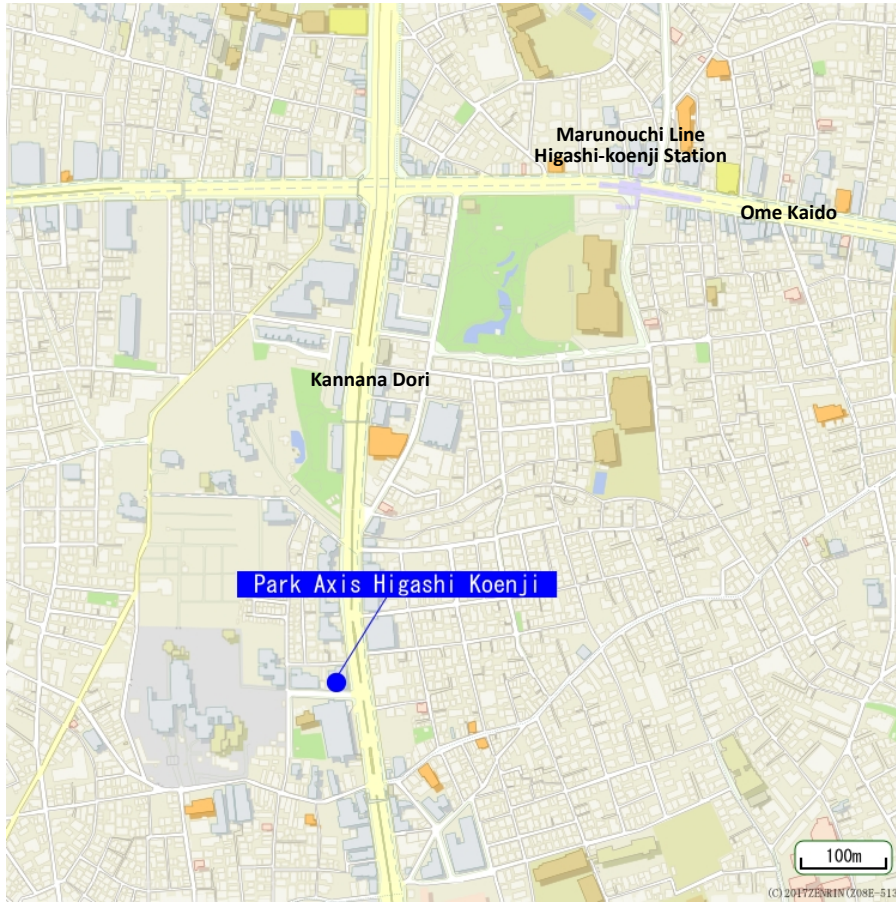 Marunouchi Line
Higashi-koenji Station
Ome Kaido
Kannana Dori
Park Axis Higashi Koenji
100m
(C) 2017ZENRIN(Z08E-513